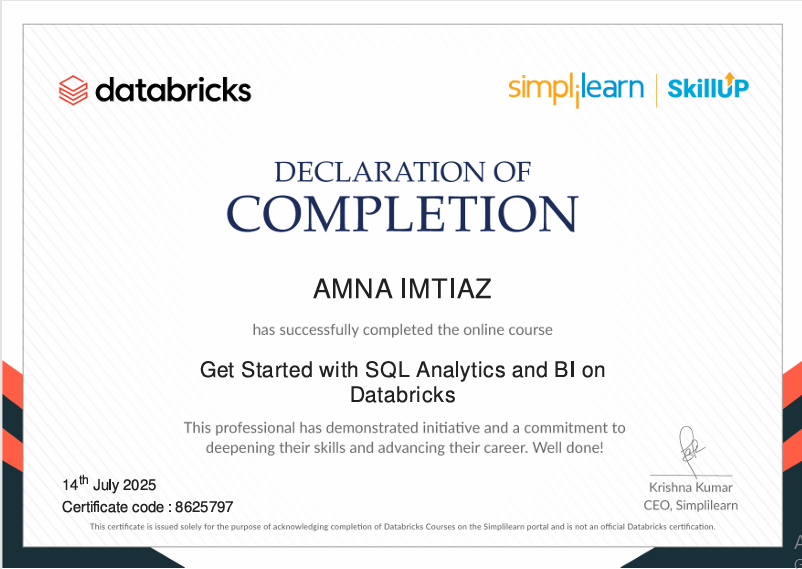 databricks
simplilearn | SkillUP
DECLARATION OF
COMPLETION
AMNA IMTIAZ
has successfully completed the online course
Get Started with SQL Analytics and BI on
Databricks
This professional has demonstrated initiative and a commitment to
deepening their skills and advancing their career. Well done!
14th July 2025
Certificate code : 8625797
Krishna Kumar
CEO, Simplilearn
This certificate is issued solely for the purpose of acknowledging completion of Databricks Courses on the Simplilearn portal and is not an official Databricks certification.